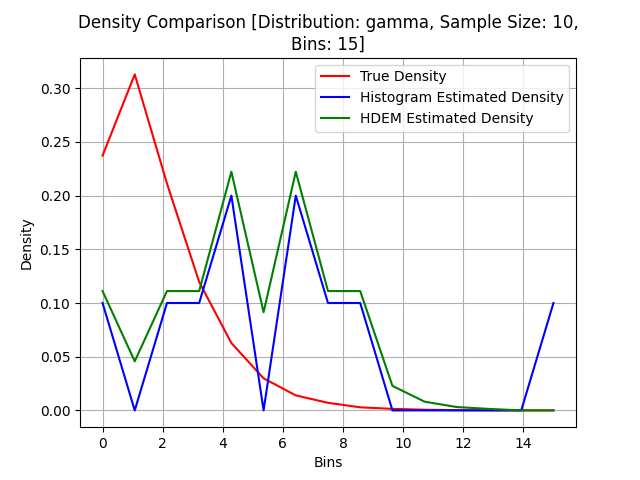 Density Comparison [Distribution: gamma, Sample Size: 10,
Bins: 15]
True Density
Histogram Estimated Density
HDEM Estimated Density
Density
0.30
0.25
0.20
0.15
0.10
0.05
0.00
0 2 4 6 8 10 12 14
Bins